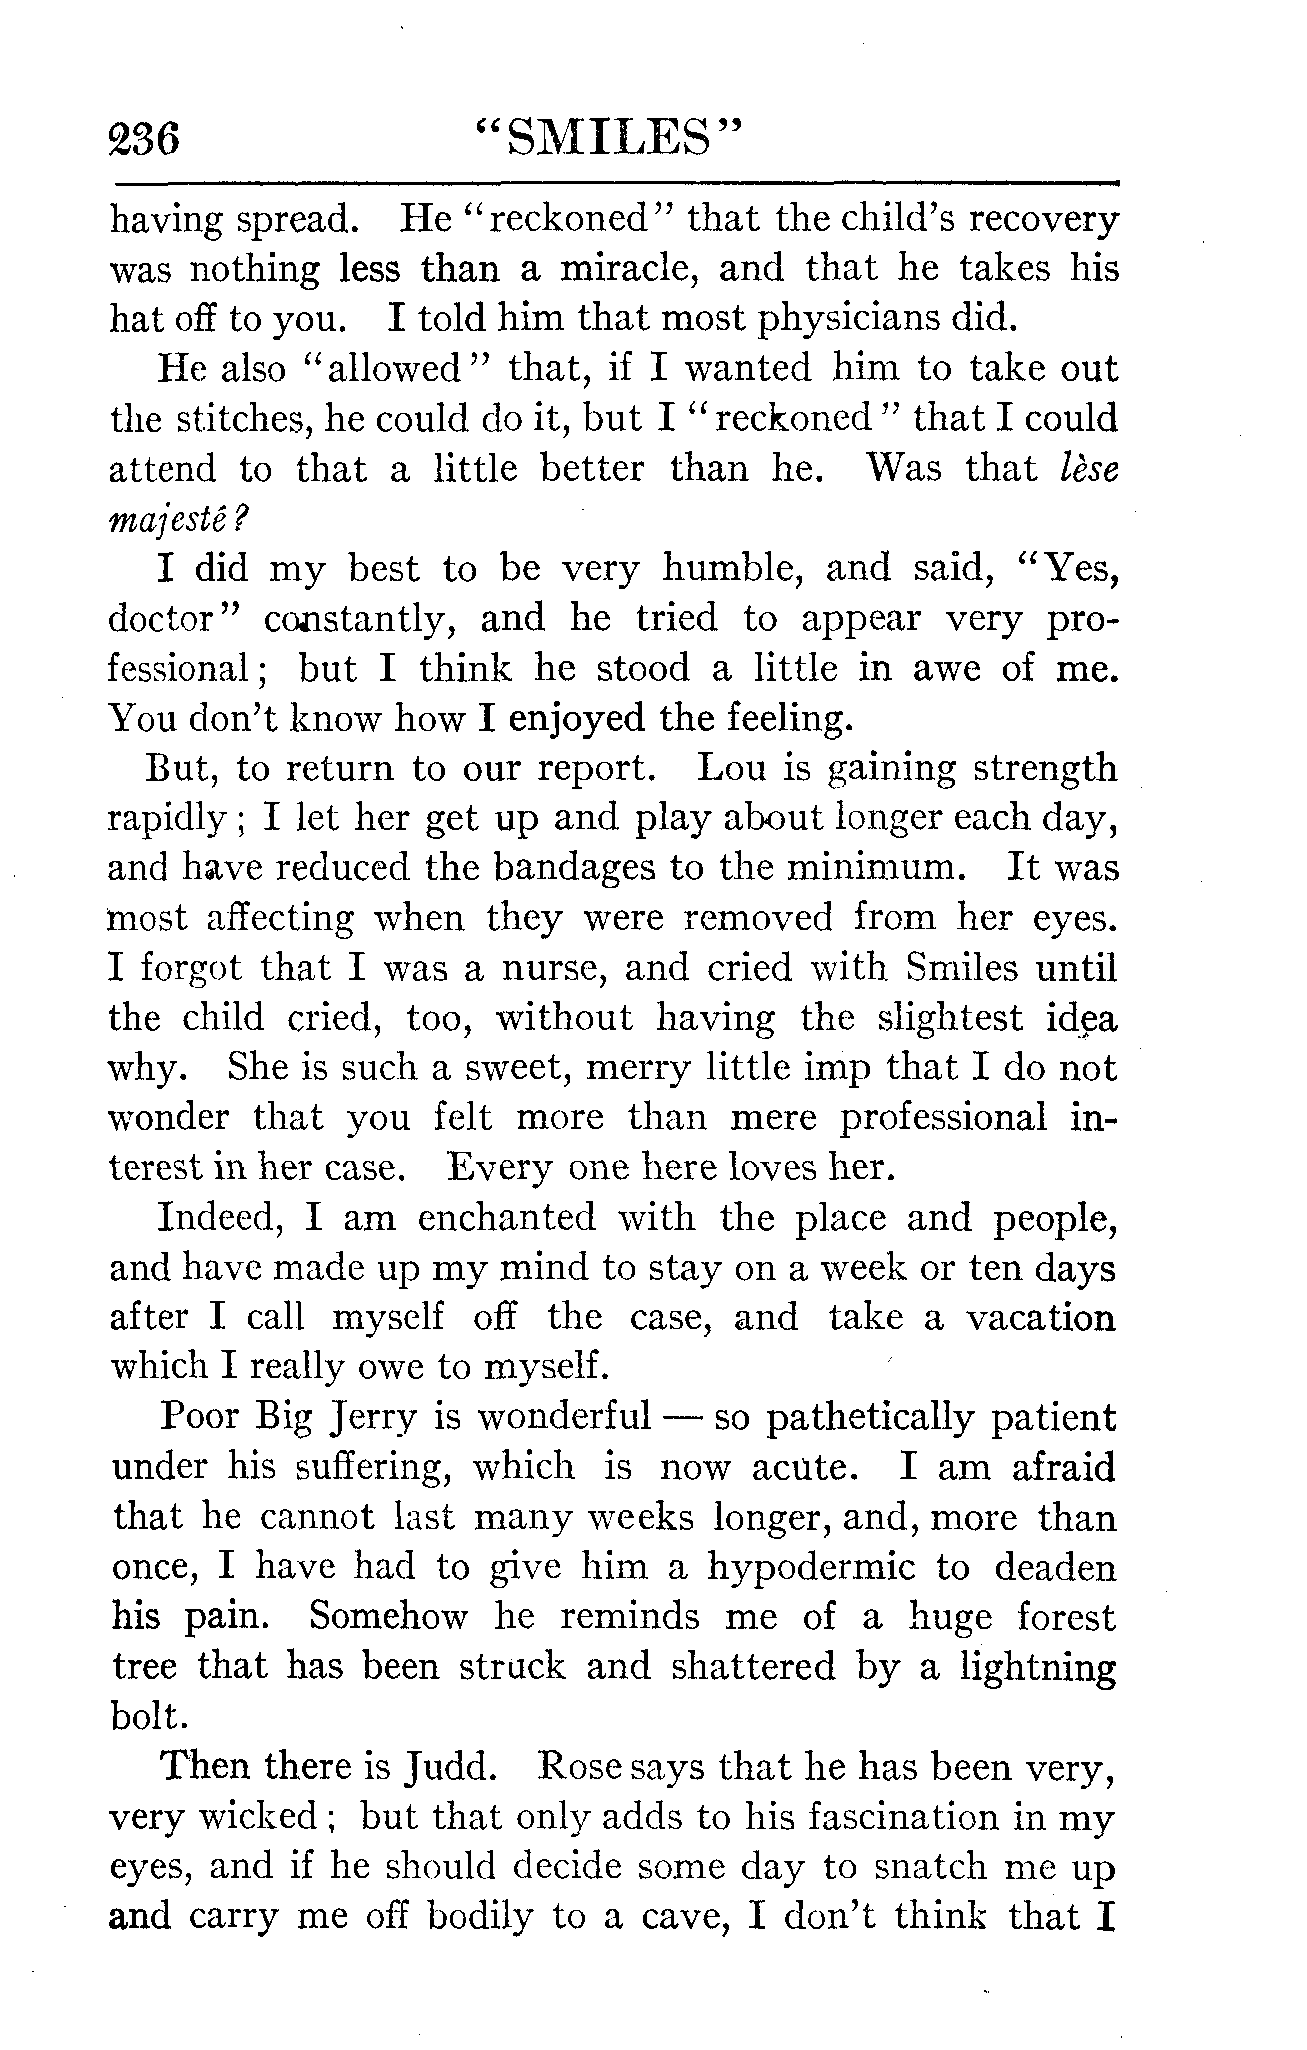 236 "SMILES"
having spread. He "reckoned" that the child's recovery
was nothing less than a miracle, and that he takes his
hat off to you. I told him that most physicians did.
He also "allowed" that, if I wanted him to take out
the stitches, he could do it, but I "reckoned" that I could
attend to that a little better than he. Was that lèse
majesté?
I did my best to be very humble, and said, "Yes,
doctor" constantly, and he tried to appear very pro-
fessional; but I think he stood a little in awe of me.
You don't know how I enjoyed the feeling.
But, to return to our report. Lou is gaining strength
rapidly; I let her get up and play about longer each day,
and have reduced the bandages to the minimum. It was
most affecting when they were removed from her eyes.
I forgot that I was a nurse, and cried with Smiles until
the child cried, too, without having the slightest idea
why. She is such a sweet, merry little imp that I do not
wonder that you felt more than mere professional in-
terest in her case. Every one here loves her.
Indeed, I am enchanted with the place and people,
and have made up my mind to stay on a week or ten days
after I call myself off the case, and take a vacation
which I really owe to myself.
Poor Big Jerry is wonderful — so pathetically patient
under his suffering, which is now acute. I am afraid
that he cannot last many weeks longer, and, more than
once, I have had to give him a hypodermic to deaden
his pain. Somehow he reminds me of a huge forest
tree that has been struck and shattered by a lightning
bolt.
Then there is Judd. Rose says that he has been very,
very wicked; but that only adds to his fascination in my
eyes, and if he should decide some day to snatch me up
and carry me off bodily to a cave, I don't think that I